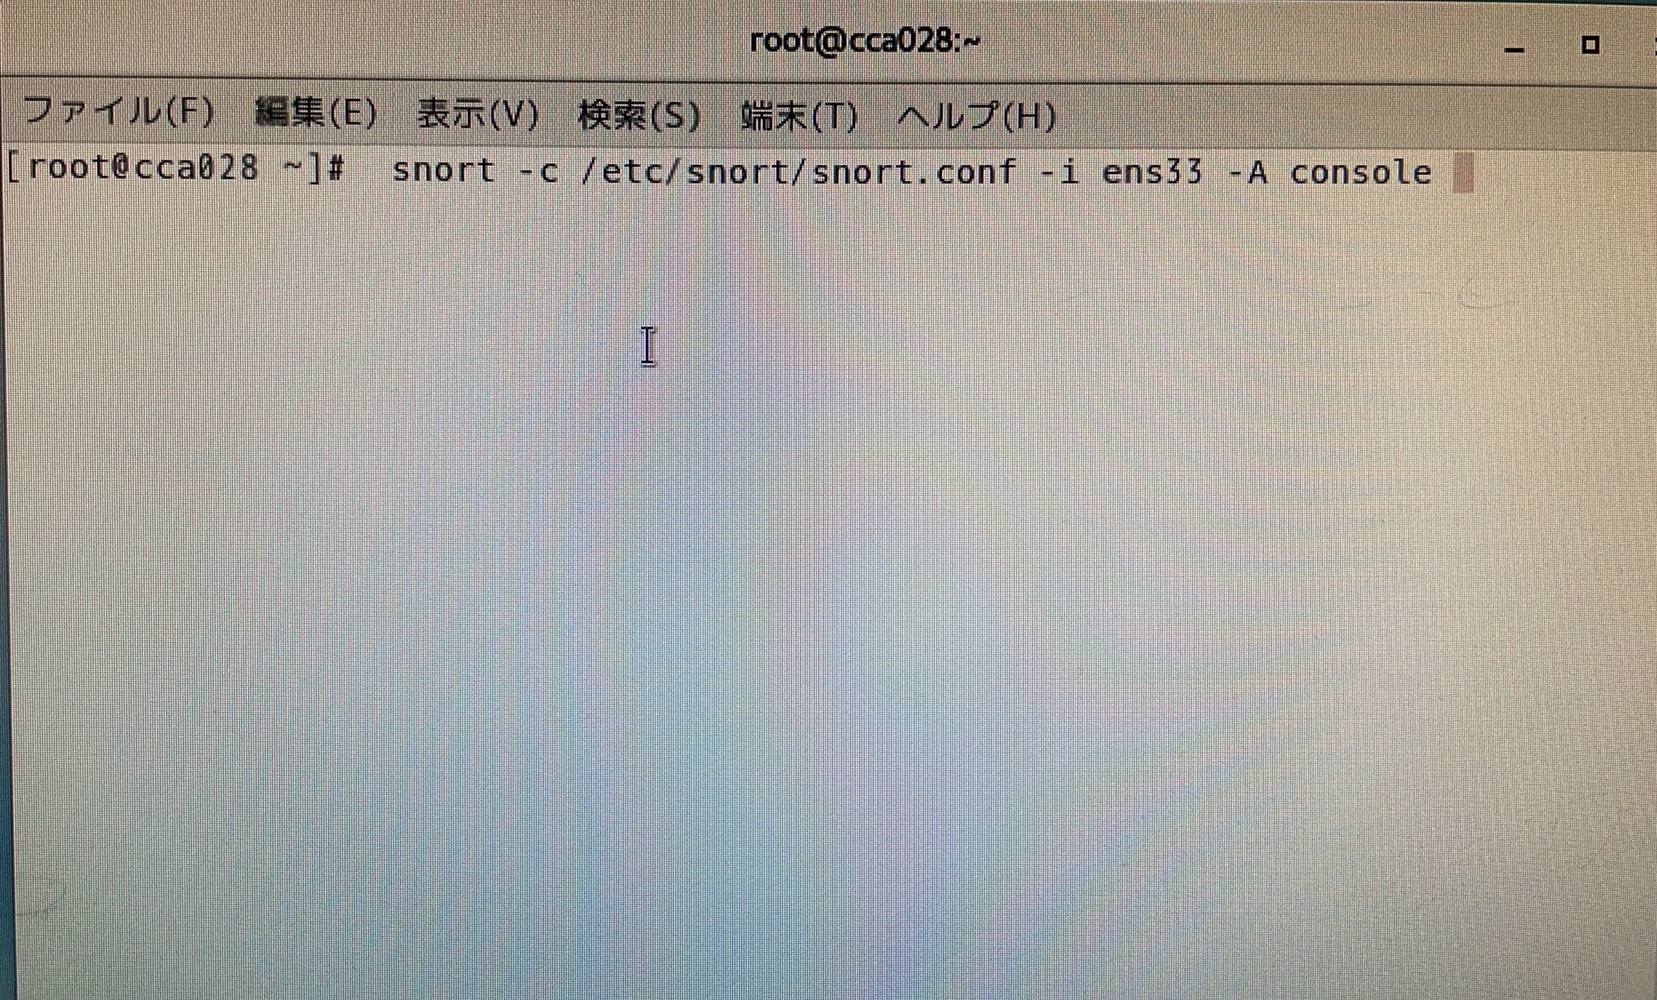 root@cca028:~
ファイル(F) 編集(E) 表示(V) 検索(S) 端末(T) ヘルプ(H)
[root@cca028 ~]#  snort -c /etc/snort/snort.conf -i ens33 -A console